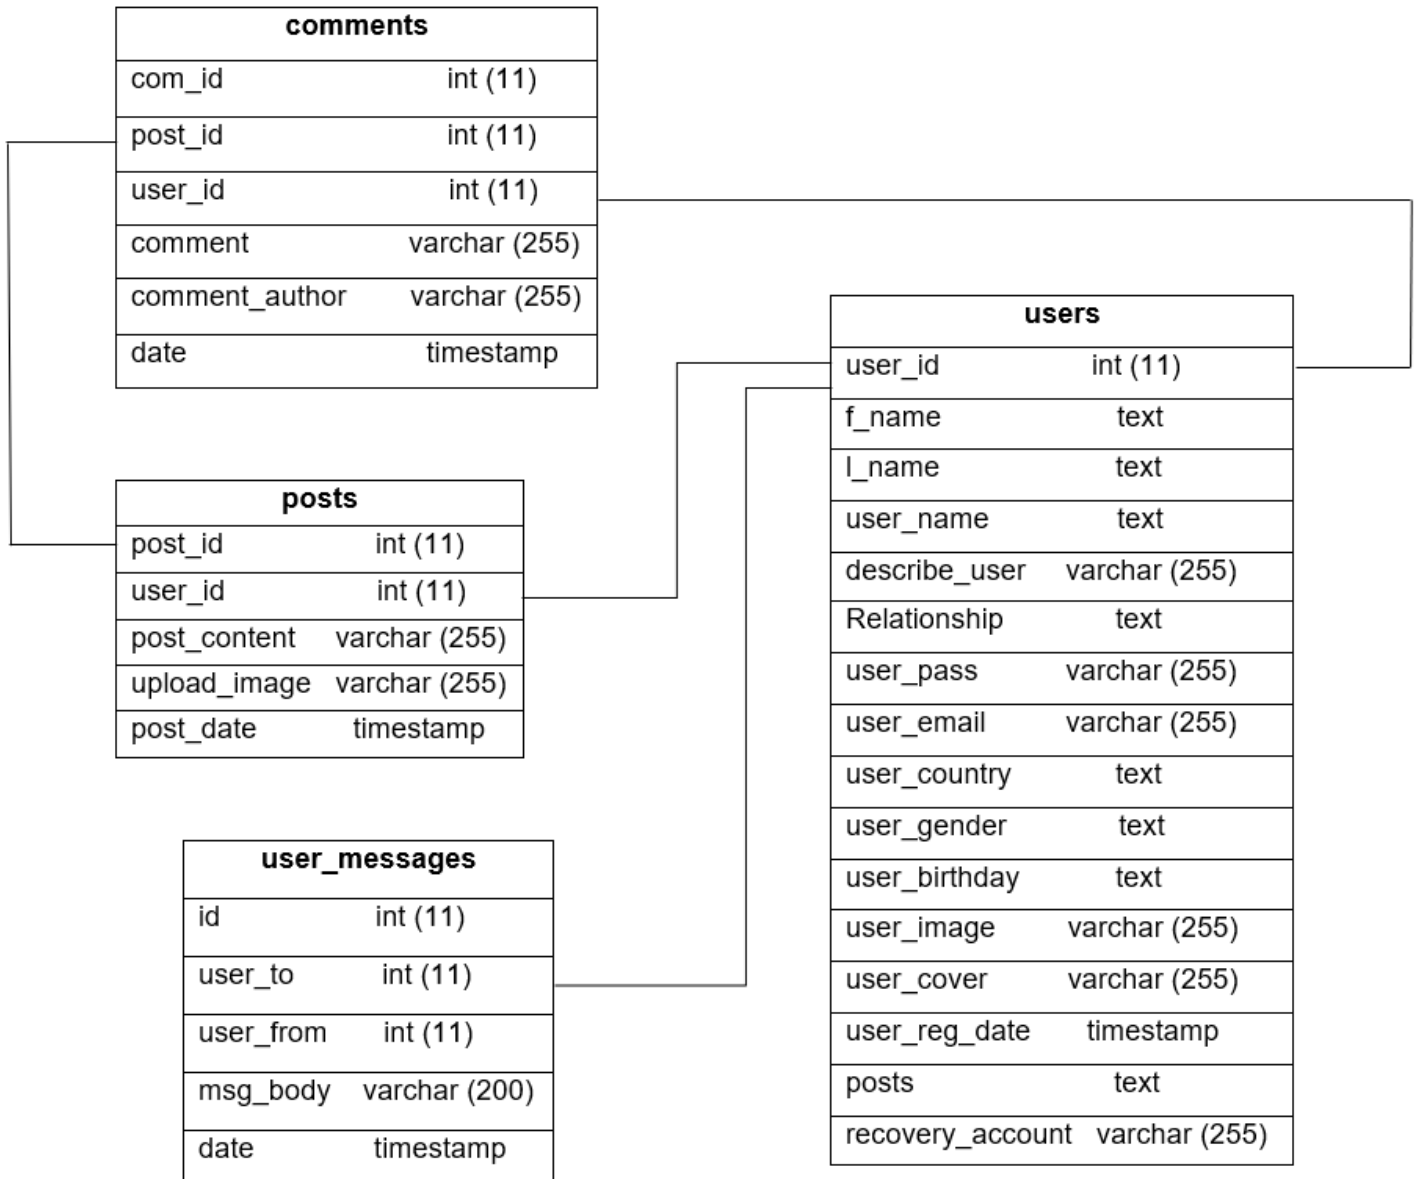 comments
com_id int (11)
post_id int (11)
user_id int (11)
comment varchar (255)
comment_author varchar (255)
date timestamp
posts
post_id int (11)
user_id int (11)
post_content varchar (255)
upload_image varchar (255)
post_date timestamp
user_messages
id int (11)
user_to int (11)
user_from int (11)
msg_body varchar (200)
date timestamp
users
user_id int (11)
f_name text
l_name text
user_name text
describe_user varchar (255)
Relationship text
user_pass varchar (255)
user_email varchar (255)
user_country text
user_gender text
user_birthday text
user_image varchar (255)
user_cover varchar (255)
user_reg_date timestamp
posts text
recovery_account varchar (255)